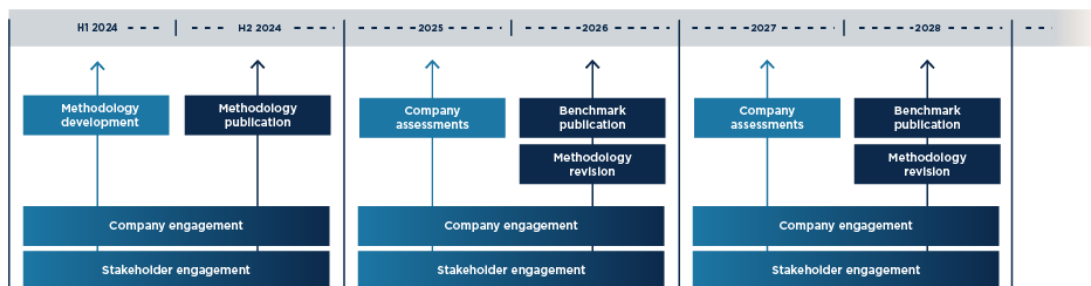 H1 2024
H2 2024
2025
2026
2027
2028
Methodology
development
Methodology
publication
Company
assessments
Benchmark
publication
Company
assessments
Benchmark
publication
Methodology
revision
Methodology
revision
Company engagement
Company engagement
Company engagement
Stakeholder engagement
Stakeholder engagement
Stakeholder engagement